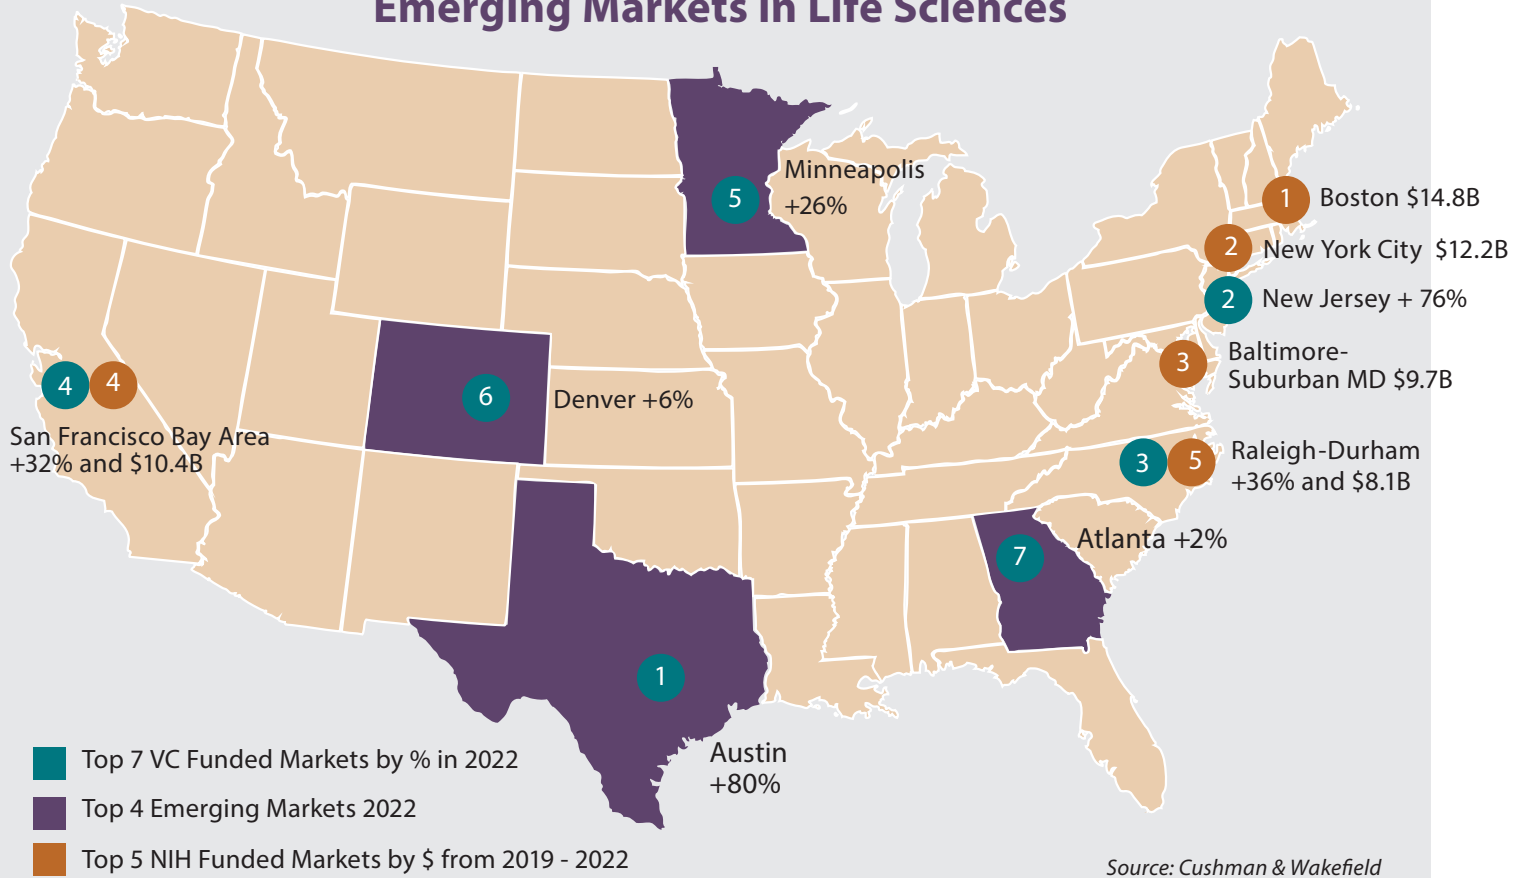 Emerging Markets in Life Sciences
5
Minneapolis
+26%
1
Boston $14.8B
2
New York City $12.2B
2
New Jersey + 76%
3
Baltimore-
Suburban MD $9.7B
4
4
San Francisco Bay Area
+32% and $10.4B
6
Denver +6%
3
5
Raleigh-Durham
+36% and $8.1B
7
Atlanta +2%
1
Austin
+80%
Top 7 VC Funded Markets by % in 2022
Top 4 Emerging Markets 2022
Top 5 NIH Funded Markets by $ from 2019 - 2022
Source: Cushman & Wakefield